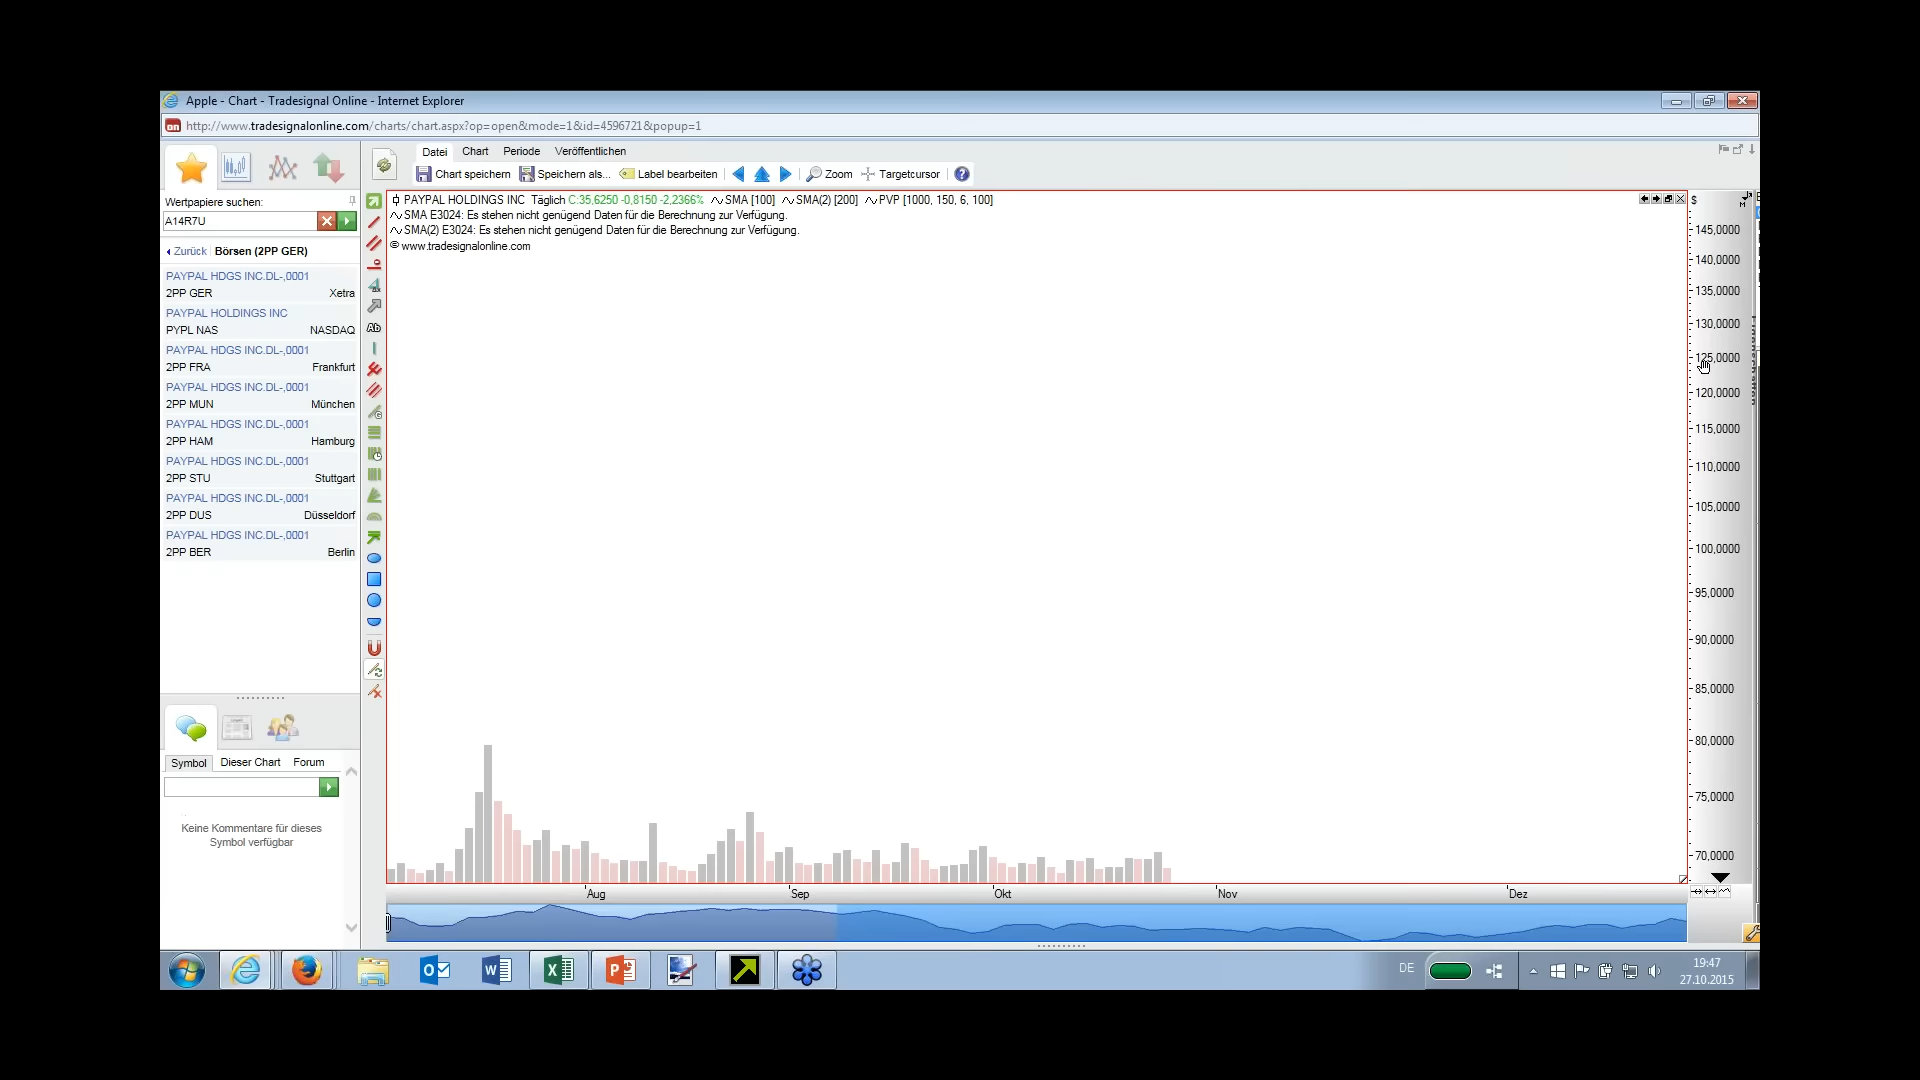 Apple - Chart - Tradesignal Online - Internet Explorer
on http://www.tradesignalonline.com/charts/chart.aspx?op=open&mode=1&id=4596721&popup=1
Datei Chart Periode Veröffentlichen
Chart speichern Speichern als... Label bearbeiten Zoom Targetcursor ?
Wertpapiere suchen:
A14R7U
Zurück Börsen (2PP GER)
PAYPAL HDGS INC.DL-,0001
2PP GER Xetra
PAYPAL HOLDINGS INC
PYPL NAS NASDAQ
PAYPAL HDGS INC.DL-,0001
2PP FRA Frankfurt
PAYPAL HDGS INC.DL-,0001
2PP MUN München
PAYPAL HDGS INC.DL-,0001
2PP HAM Hamburg
PAYPAL HDGS INC.DL-,0001
2PP STU Stuttgart
PAYPAL HDGS INC.DL-,0001
2PP DUS Düsseldorf
PAYPAL HDGS INC.DL-,0001
2PP BER Berlin
Symbol Dieser Chart Forum
Keine Kommentare für dieses
Symbol verfügbar
Ab
PAYPAL HOLDINGS INC Täglich C:35,6250 -0,8150 -2,2366% SMA [100] SMA(2) [200] PVP [1000, 150, 6, 100]
SMA E3024: Es stehen nicht genügend Daten für die Berechnung zur Verfügung.
SMA(2) E3024: Es stehen nicht genügend Daten für die Berechnung zur Verfügung.
© www.tradesignalonline.com
$
145,0000
140,0000
135,0000
130,0000
125,0000
120,0000
115,0000
110,0000
105,0000
100,0000
95,0000
90,0000
85,0000
80,0000
75,0000
70,0000
Aug Sep Okt Nov Dez
DE
19:47
27.10.2015